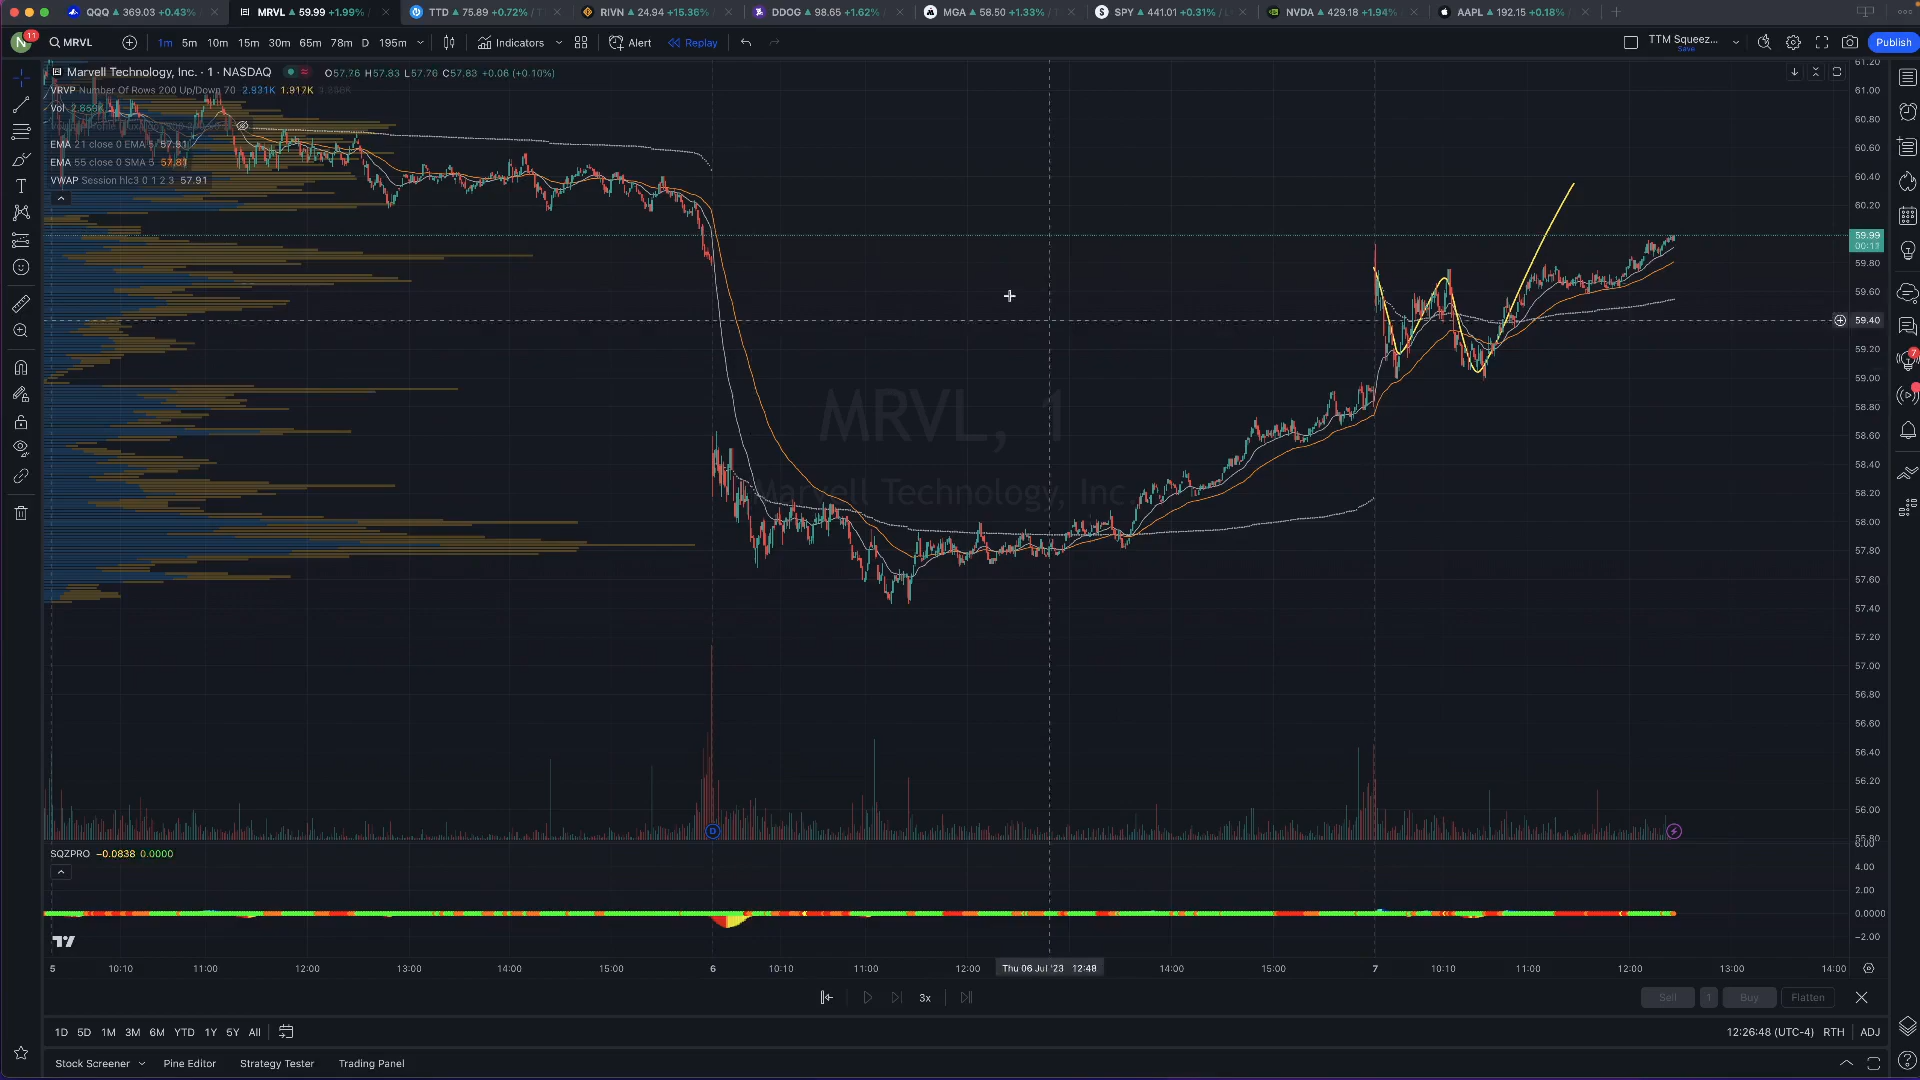 QQQ 369.03 +0.43%
MRVL 59.99 +1.99%
TTD 75.89 +0.72%
RIVN 24.94 +15.36%
DDOG 98.65 +1.62%
MGA 58.50 +1.33%
SPY 441.01 +0.31%
NVDA 429.18 +1.94%
AAPL 192.15 +0.18%
N 11 MRVL 1m 5m 10m 15m 30m 65m 78m D 195m Indicators Alert Replay TTM Squeez... Save Publish
Marvell Technology, Inc. · 1 · NASDAQ O57.76 H57.83 L57.76 C57.83 +0.06 (+0.10%)
VRVP Number Of Rows 200 Up/Down 70 2.931K 1.917K
Vol
EMA 21 close 0 EMA 5 57.81
EMA 55 close 0 SMA 5 57.81
VWAP Session hlc3 0 1 2 3 57.91
MRVL, 1
Marvell Technology, Inc.
61.20
61.00
60.80
60.60
60.40
60.20
59.99
00:11
59.80
59.60
59.40
59.20
59.00
58.80
58.60
58.40
58.20
58.00
57.80
57.60
57.40
57.20
57.00
56.80
56.60
56.40
56.20
56.00
55.80
D
SQZPRO −0.0838 0.0000
6.00
4.00
2.00
0.0000
−2.00
5 10:10 11:00 12:00 13:00 14:00 15:00 6 10:10 11:00 12:00 Thu 06 Jul '23 12:48 14:00 15:00 7 10:10 11:00 12:00 13:00 14:00
3x Sell 1 Buy Flatten
1D 5D 1M 3M 6M YTD 1Y 5Y All 12:26:48 (UTC-4) RTH ADJ
Stock Screener Pine Editor Strategy Tester Trading Panel
7